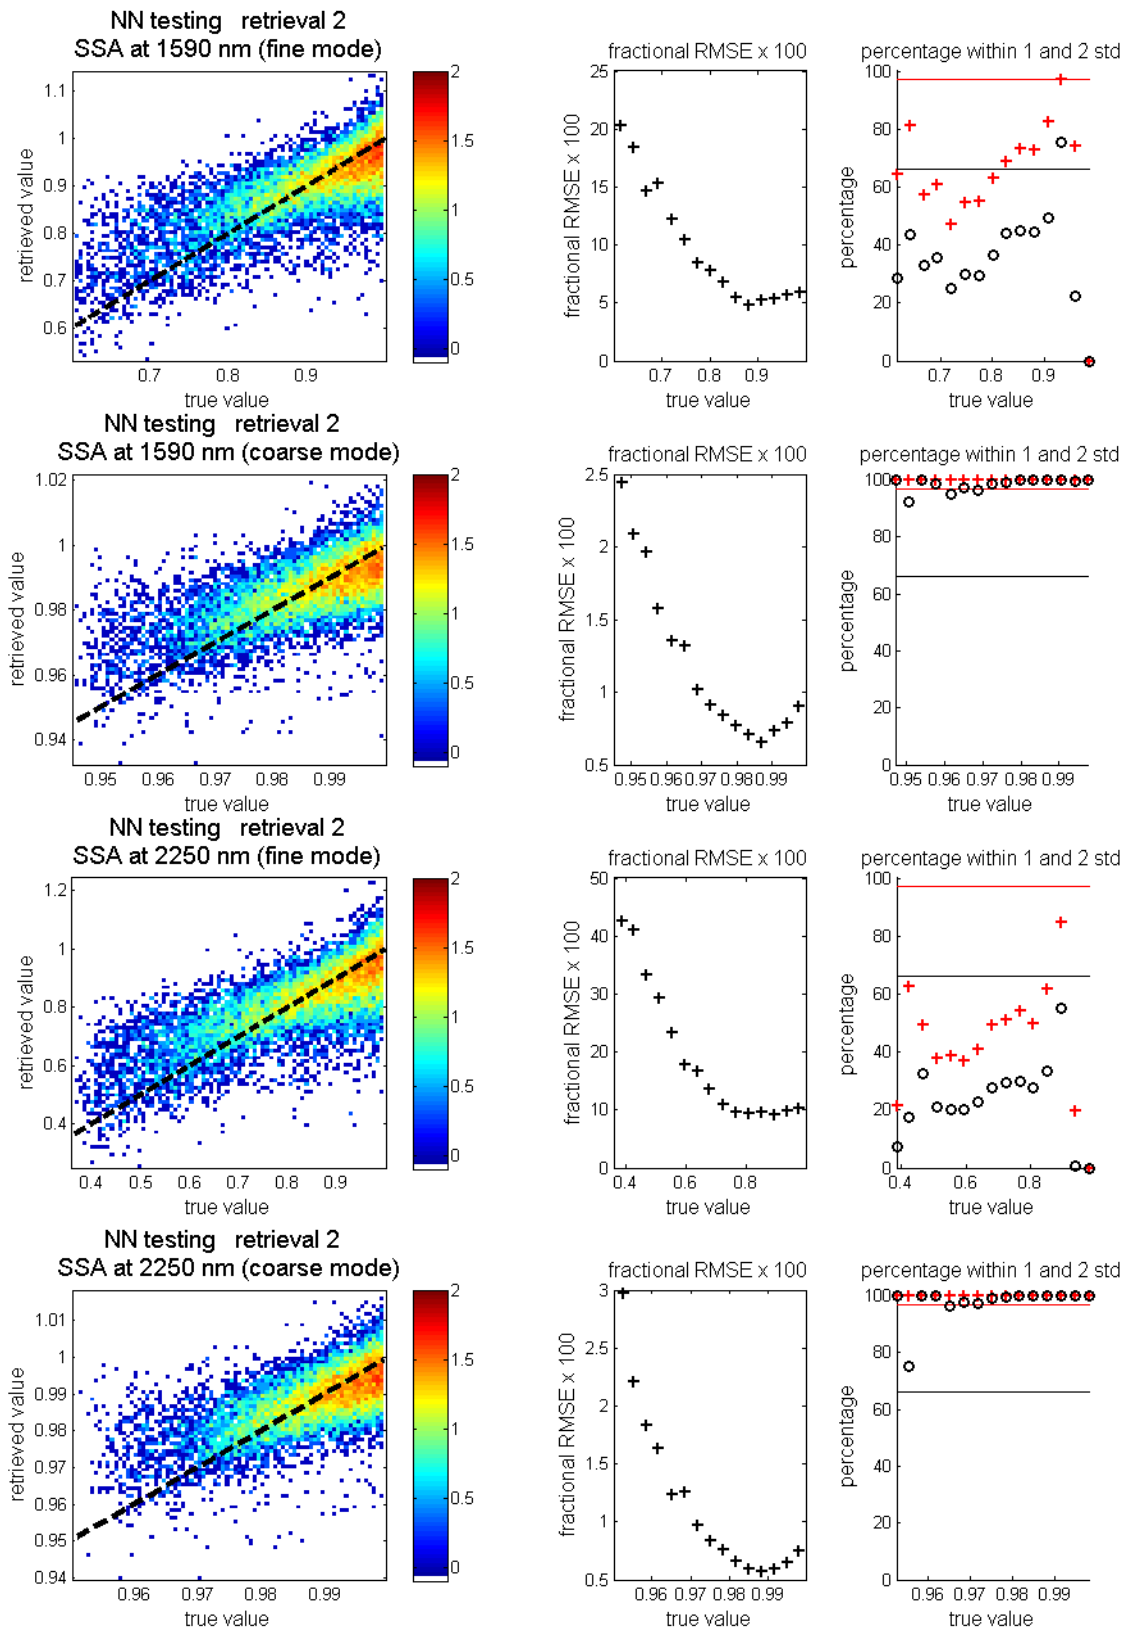 NN testing retrieval 2
SSA at 1590 nm (fine mode)
fractional RMSE x 100
percentage within 1 and 2 std
retrieved value
1.1
1
0.9
0.8
0.7
0.6
0.7 0.8 0.9
true value
2
1.5
1
0.5
0
fractional RMSE x 100
25
20
15
10
5
0
0.7 0.8 0.9
true value
percentage
100
80
60
40
20
0
0.7 0.8 0.9
true value
NN testing retrieval 2
SSA at 1590 nm (coarse mode)
fractional RMSE x 100
percentage within 1 and 2 std
retrieved value
1.02
1
0.98
0.96
0.94
0.95 0.96 0.97 0.98 0.99
true value
2
1.5
1
0.5
0
fractional RMSE x 100
2.5
2
1.5
1
0.5
0.95 0.96 0.97 0.98 0.99
true value
percentage
100
80
60
40
20
0
0.95 0.96 0.97 0.98 0.99
true value
NN testing retrieval 2
SSA at 2250 nm (fine mode)
fractional RMSE x 100
percentage within 1 and 2 std
retrieved value
1.2
1
0.8
0.6
0.4
0.4 0.5 0.6 0.7 0.8 0.9
true value
2
1.5
1
0.5
0
fractional RMSE x 100
50
40
30
20
10
0
0.4 0.6 0.8
true value
percentage
100
80
60
40
20
0
0.4 0.6 0.8
true value
NN testing retrieval 2
SSA at 2250 nm (coarse mode)
fractional RMSE x 100
percentage within 1 and 2 std
retrieved value
1.01
1
0.99
0.98
0.97
0.96
0.95
0.94
0.96 0.97 0.98 0.99
true value
2
1.5
1
0.5
0
fractional RMSE x 100
3
2.5
2
1.5
1
0.5
0.96 0.97 0.98 0.99
true value
percentage
100
80
60
40
20
0
0.96 0.97 0.98 0.99
true value